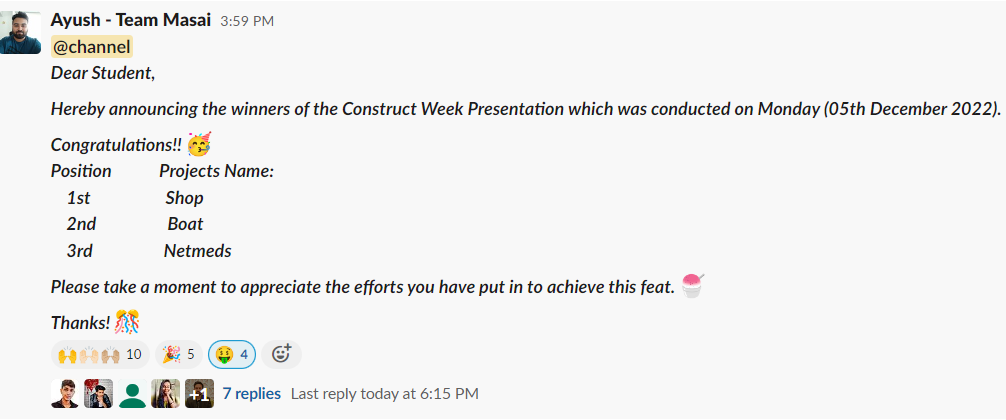 Ayush - Team Masai 3:59 PM
@channel
Dear Student,
Hereby announcing the winners of the Construct Week Presentation which was conducted on Monday (05th December 2022).
Congratulations!! 🥳
Position Projects Name:
1st Shop
2nd Boat
3rd Netmeds
Please take a moment to appreciate the efforts you have put in to achieve this feat. 🍧
Thanks! 🎊
10 5 4
+1 7 replies Last reply today at 6:15 PM